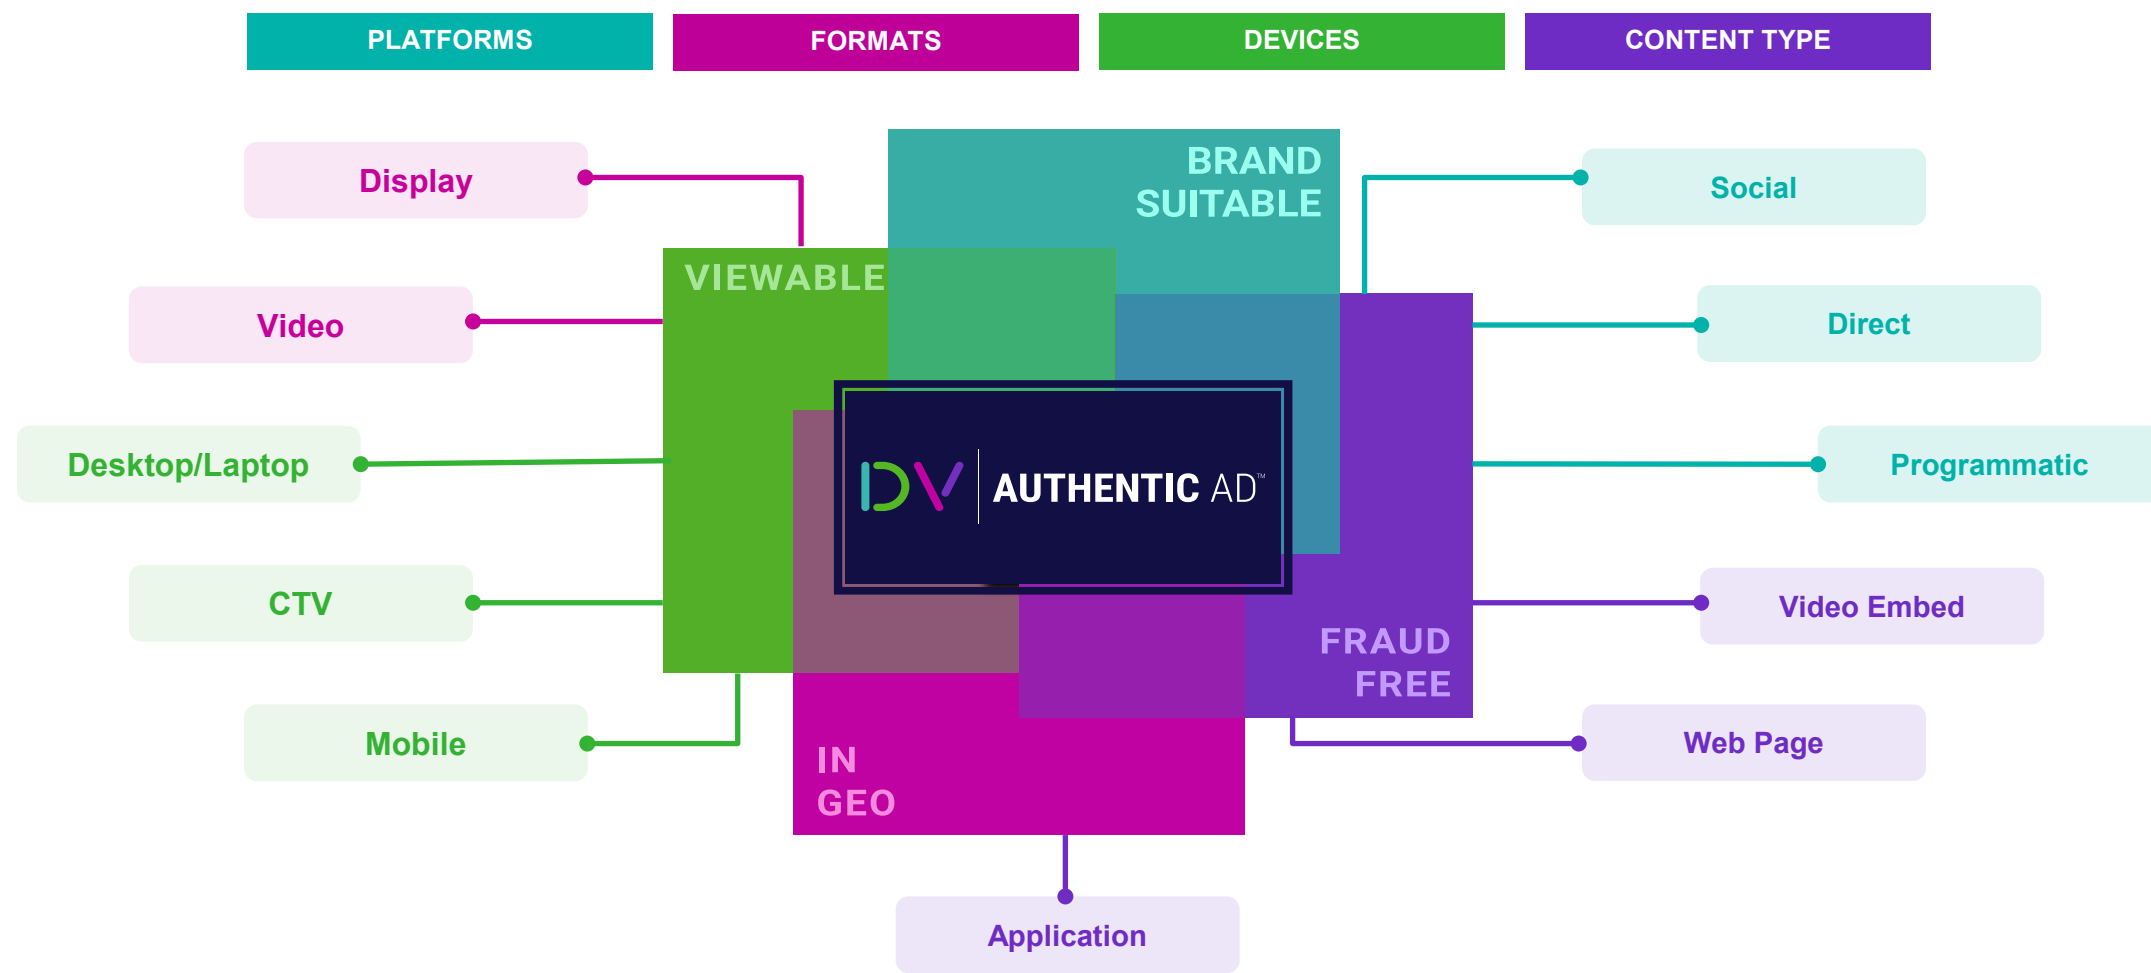 PLATFORMS
FORMATS
DEVICES
CONTENT TYPE
BRAND
SUITABLE
Display
Social
VIEWABLE
Video
Direct
Desktop/Laptop
DV AUTHENTIC AD™
Programmatic
CTV
Video Embed
FRAUD
FREE
Mobile
Web Page
IN
GEO
Application